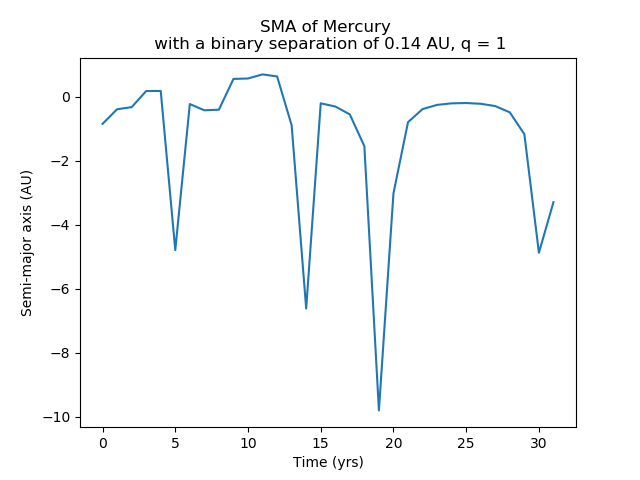 SMA of Mercury
with a binary separation of 0.14 AU, q = 1
Semi-major axis (AU)
0
−2
−4
−6
−8
−10
0 5 10 15 20 25 30
Time (yrs)